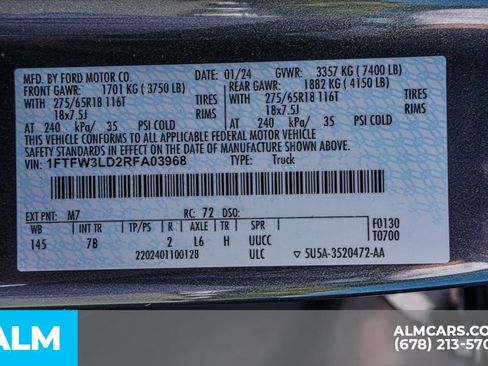 MFD. BY FORD MOTOR CO. 01/24 GVWR: 3357 KG ( 7400 LB)
FRONT GAWR: 1701 KG ( 3750 LB) REAR GAWR: 1882 KG ( 4150 LB)
WITH 275/65R18 116T TIRES WITH 275/65R18 116T TIRES
18x7.5J RIMS 18x7.5J RIMS
AT 240 kPa/ 35 PSI COLD AT 240 kPa/ 35 PSI COLD
THIS VEHICLE CONFORMS TO ALL APPLICABLE FEDERAL MOTOR VEHICLE
SAFETY STANDARDS IN EFFECT ON THE DATE OF MANUFACTURE SHOWN ABOVE.
VIN: 1FTFW3LD2RFA03968 TYPE: Truck
EXT PNT: M7 RC: 72 DSO:
WB INT TR TP/PS R AXLE TR SPR F0130
145 7B 2 L6 H UUCC T0700
2202401100128 ULC ▽ 5U5A-3520472-AA
ALM
ALMCARS.COM
(678) 213-570